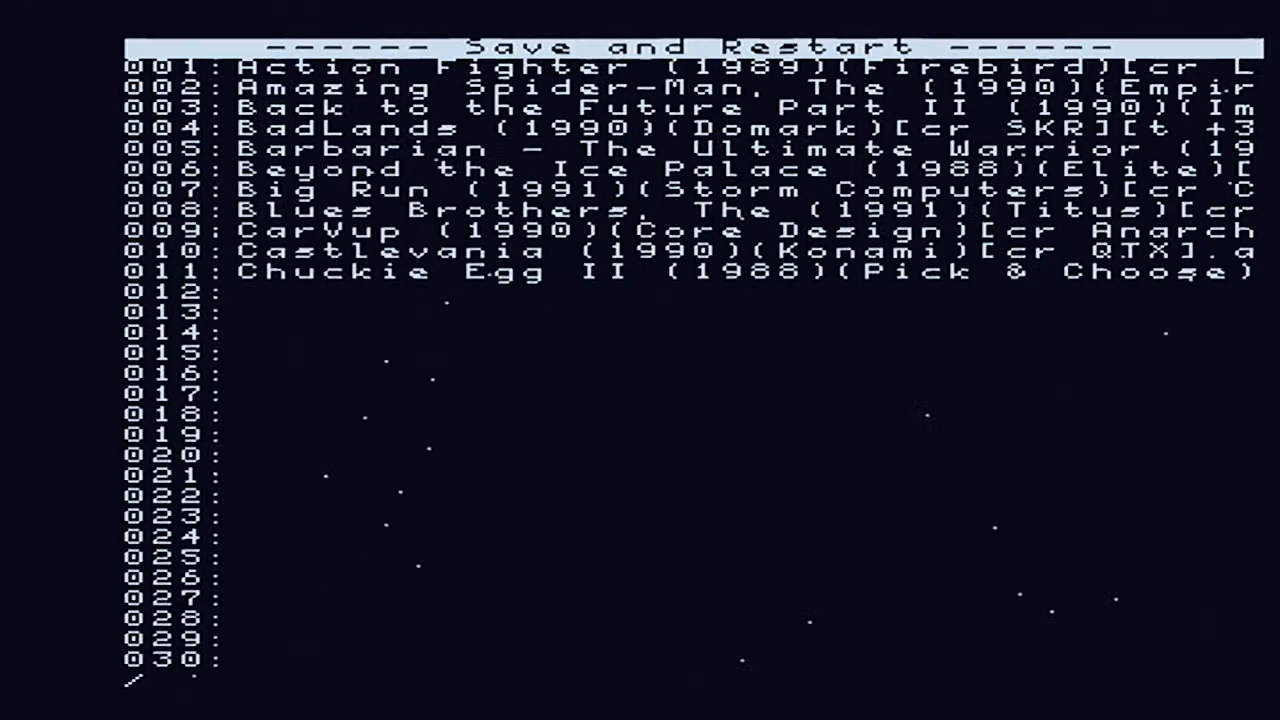 ------ Save and Restart ------
001: Action Fighter (1989)(Firebird)[cr L
002: Amazing Spider-Man, The (1990)(Empir
003: Back to the Future Part II (1990)(Im
004: BadLands (1990)(Domark)[cr SKR][t +3
005: Barbarian - The Ultimate Warrior (19
006: Beyond the Ice Palace (1988)(Elite)[
007: Big Run (1991)(Storm Computers)[cr C
008: Blues Brothers, The (1991)(Titus)[cr
009: CarVup (1990)(Core Design)[cr Anarch
010: Castlevania (1990)(Konami)[cr QTX].a
011: Chuckie Egg II (1988)(Pick & Choose)
012:
013:
014:
015:
016:
017:
018:
019:
020:
021:
022:
023:
024:
025:
026:
027:
028:
029:
030:
/